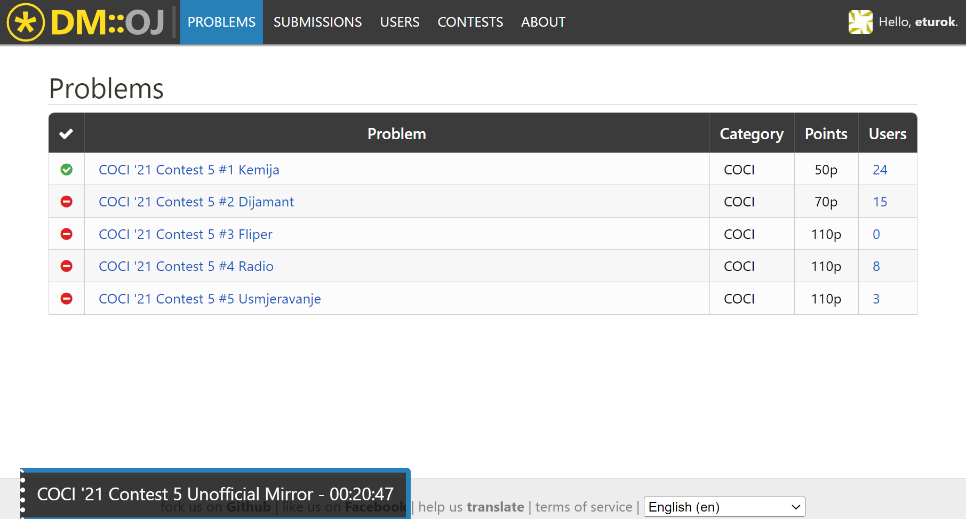 DM::OJ PROBLEMS SUBMISSIONS USERS CONTESTS ABOUT Hello, eturok.
Problems
Problem Category Points Users
COCI '21 Contest 5 #1 Kemija COCI 50p 24
COCI '21 Contest 5 #2 Dijamant COCI 70p 15
COCI '21 Contest 5 #3 Fliper COCI 110p 0
COCI '21 Contest 5 #4 Radio COCI 110p 8
COCI '21 Contest 5 #5 Usmjeravanje COCI 110p 3
COCI '21 Contest 5 Unofficial Mirror - 00:20:47
fork us on Github | like us on Facebook | help us translate | terms of service | English (en)